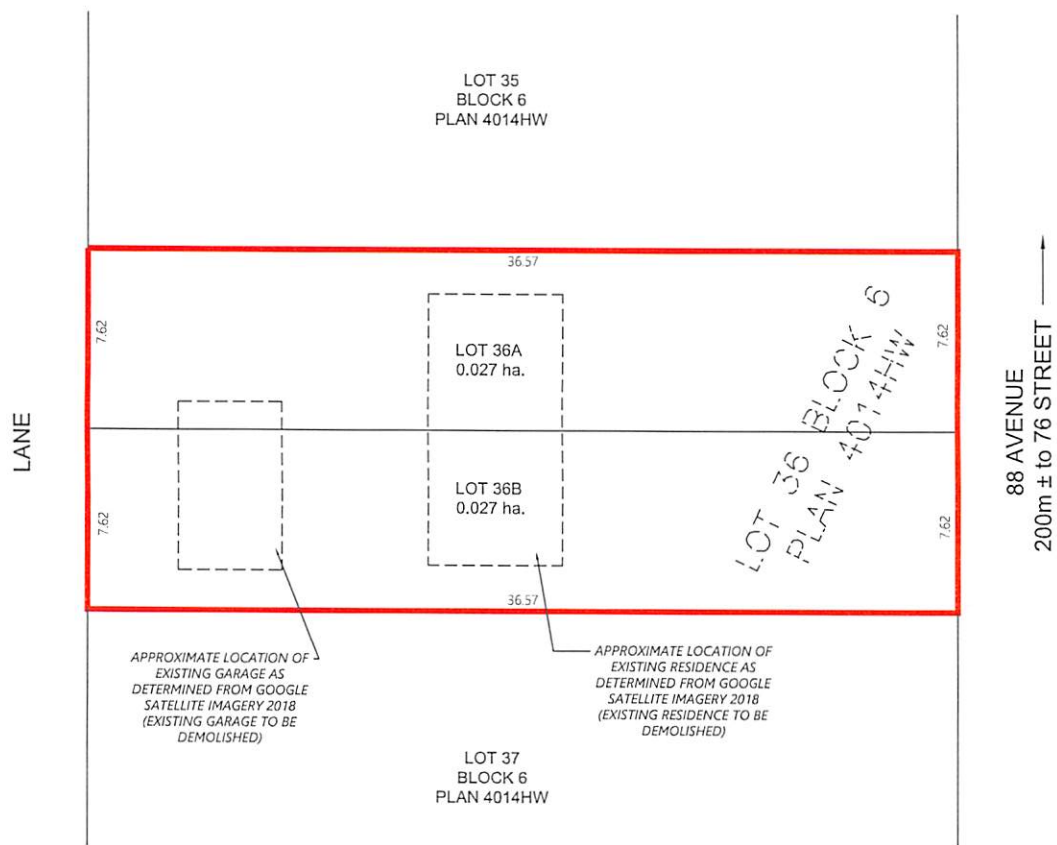 LOT 35
BLOCK 6
PLAN 4014HW
36.57
7.62
7.62
LOT 36A
0.027 ha.
LOT 36 BLOCK 6
PLAN 4014HW
LANE
88 AVENUE
200m ± to 76 STREET
LOT 36B
0.027 ha.
7.62
7.62
36.57
APPROXIMATE LOCATION OF
EXISTING GARAGE AS
DETERMINED FROM GOOGLE
SATELLITE IMAGERY 2018
(EXISTING GARAGE TO BE
DEMOLISHED)
APPROXIMATE LOCATION OF
EXISTING RESIDENCE AS
DETERMINED FROM GOOGLE
SATELLITE IMAGERY 2018
(EXISTING RESIDENCE TO BE
DEMOLISHED)
LOT 37
BLOCK 6
PLAN 4014HW